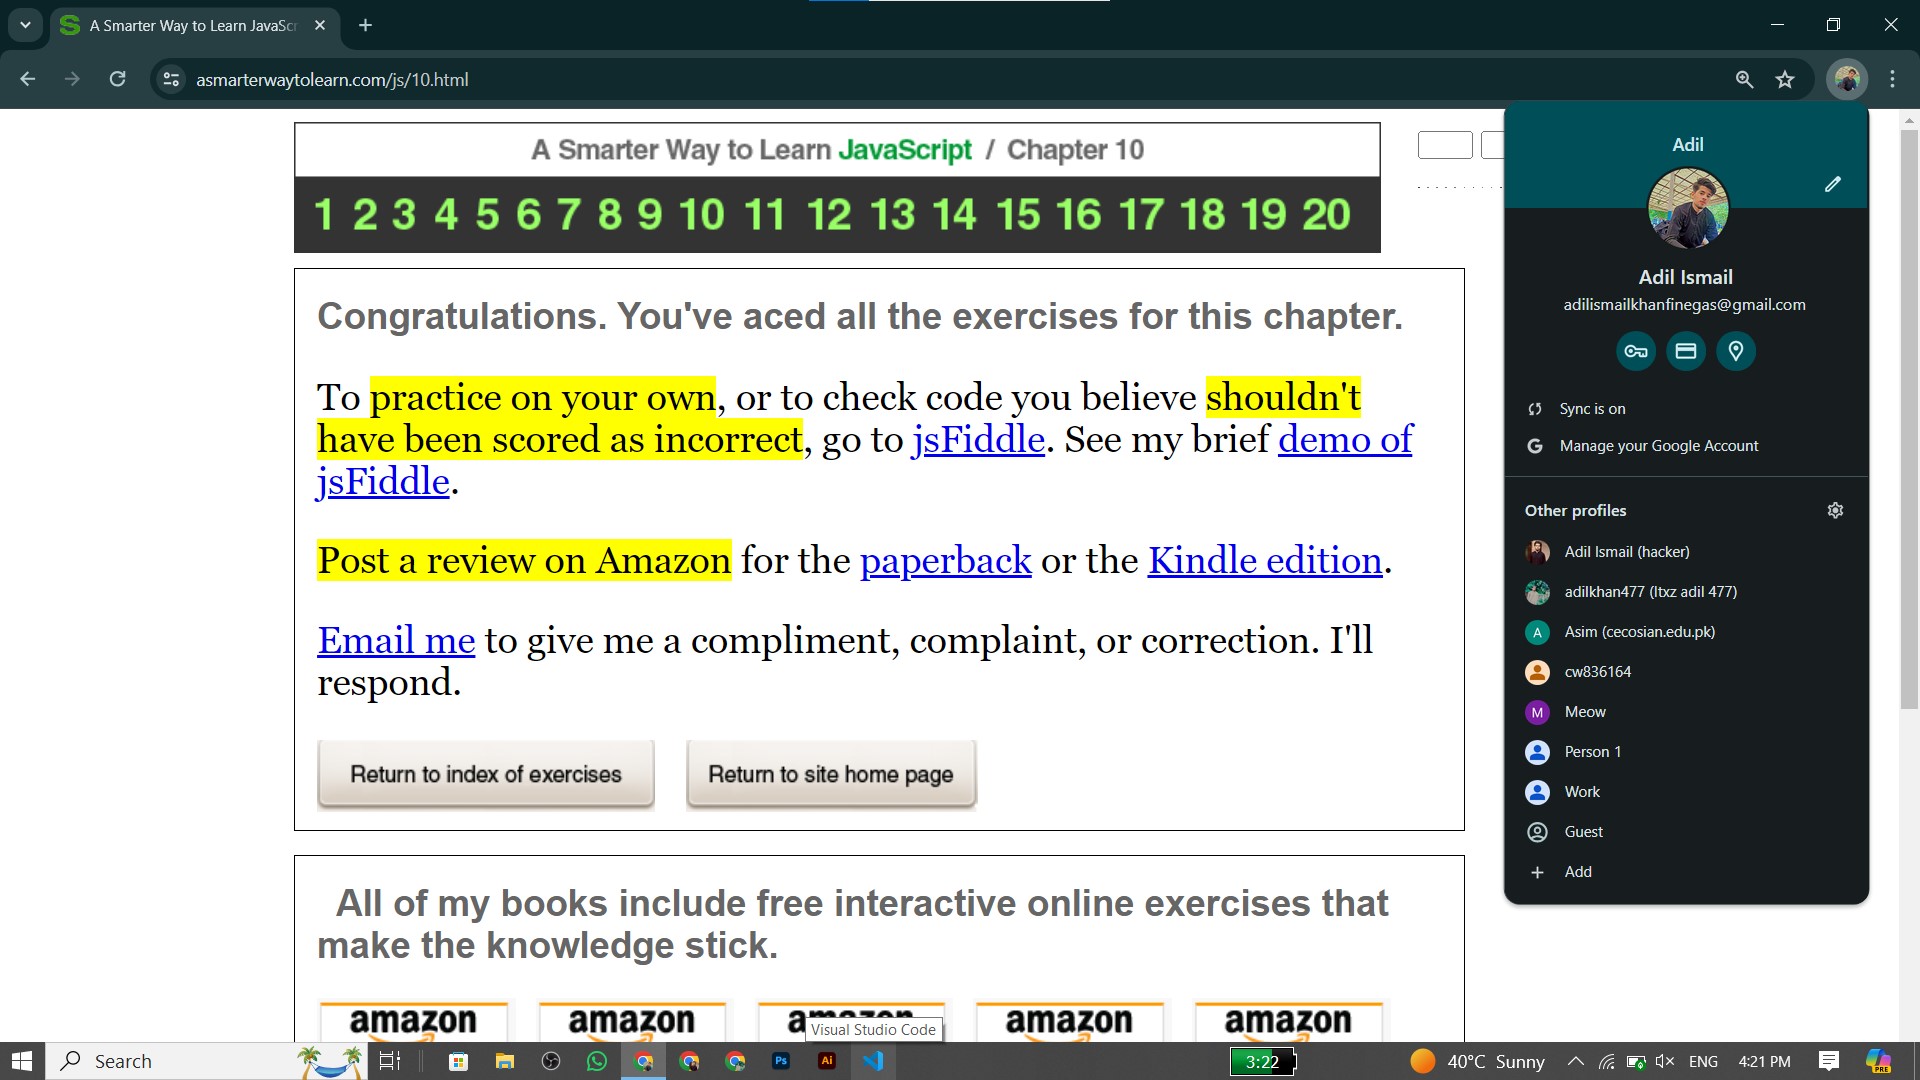 A Smarter Way to Learn JavaScr
asmarterwaytolearn.com/js/10.html
A Smarter Way to Learn JavaScript / Chapter 10
1 2 3 4 5 6 7 8 9 10 11 12 13 14 15 16 17 18 19 20
Congratulations. You've aced all the exercises for this chapter.
To practice on your own, or to check code you believe shouldn't
have been scored as incorrect, go to jsFiddle. See my brief demo of
jsFiddle.
Post a review on Amazon for the paperback or the Kindle edition.
Email me to give me a compliment, complaint, or correction. I'll
respond.
Return to index of exercises
Return to site home page
All of my books include free interactive online exercises that
make the knowledge stick.
amazon amazon amazon amazon amazon
Visual Studio Code
Adil
Adil Ismail
adilismailkhanfinegas@gmail.com
Sync is on
G Manage your Google Account
Other profiles
Adil Ismail (hacker)
adilkhan477 (ltxz adil 477)
A Asim (cecosian.edu.pk)
cw836164
M Meow
Person 1
Work
Guest
Add
Search
Ps
Ai
3:22
40°C Sunny
ENG
4:21 PM
PRE